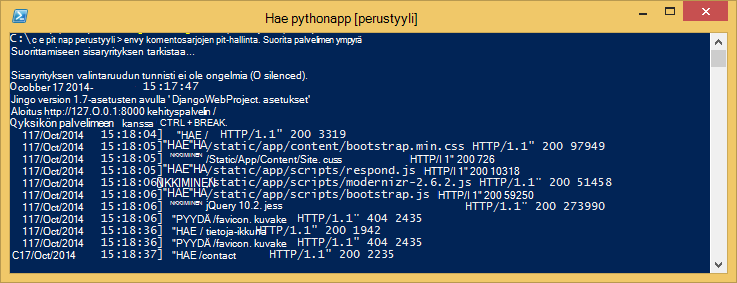 Hae pythonapp [perustyyli]
C:\c e pit nap perustyyli > envy komentosarjojen pit-hallinta. Suorita palvelimen ympyrä
Suorittamiseen sisaryrityksen tarkistaa...
Sisaryrityksen valintaruudun tunnisti ei ole ongelmia (O silenced).
Ocobber 17 2014- 15:17:47
Jingo version 1.7-asetusten avulla ' DjangoWebProject. asetukset'
Aloitus http://127.O.0.1:8000 kehityspalvelin /
Qyksikön palvelimeen kanssa CTRL + BREAK.
117/Oct/2014 15:18:04] "HAE / HTTP/1.1" 200 3319
117/Oct/2014 15:18:05] "HAE"HA/static/app/content/bootstrap.min.css HTTP/1.1" 200 97949
117/Oct/2014 15:18:05] NKKIMINEN /Static/App/Content/Site. cuss HTTP/l 1" 200 726
117/Oct/2014 15:18:05] "HAE"HA/static/app/scripts/respond.js HTTP/l 1" 200 10318
117/Oct/2014 15:18:06NKKIMINEN/static/app/scripts/modernizr-2.6.2.js HTTP/1.1" 200 51458
117/Oct/2014 15:18:06] "HAE"HA/static/app/scripts/bootstrap.js HTTP/l 1" 200 59250
117/Oct/2014 15:18:06] NKKIMINEN jQuery 10.2. jess HTTP/1.1" 200 273990
117/Oct/2014 15:18:06] "PYYDÄ /favicon. kuvake HTTP/1.1" 404 2435
117/Oct/2014 15:18:36] "HAE / tietoja-ikkuna HTTP/1.1" 200 1942
117/Oct/2014 15:18:36] "PYYDÄ /favicon. kuvake HTTP/1.1" 404 2435
C17/Oct/2014 15:18:37] "HAE /contact HTTP/1.1" 200 2235